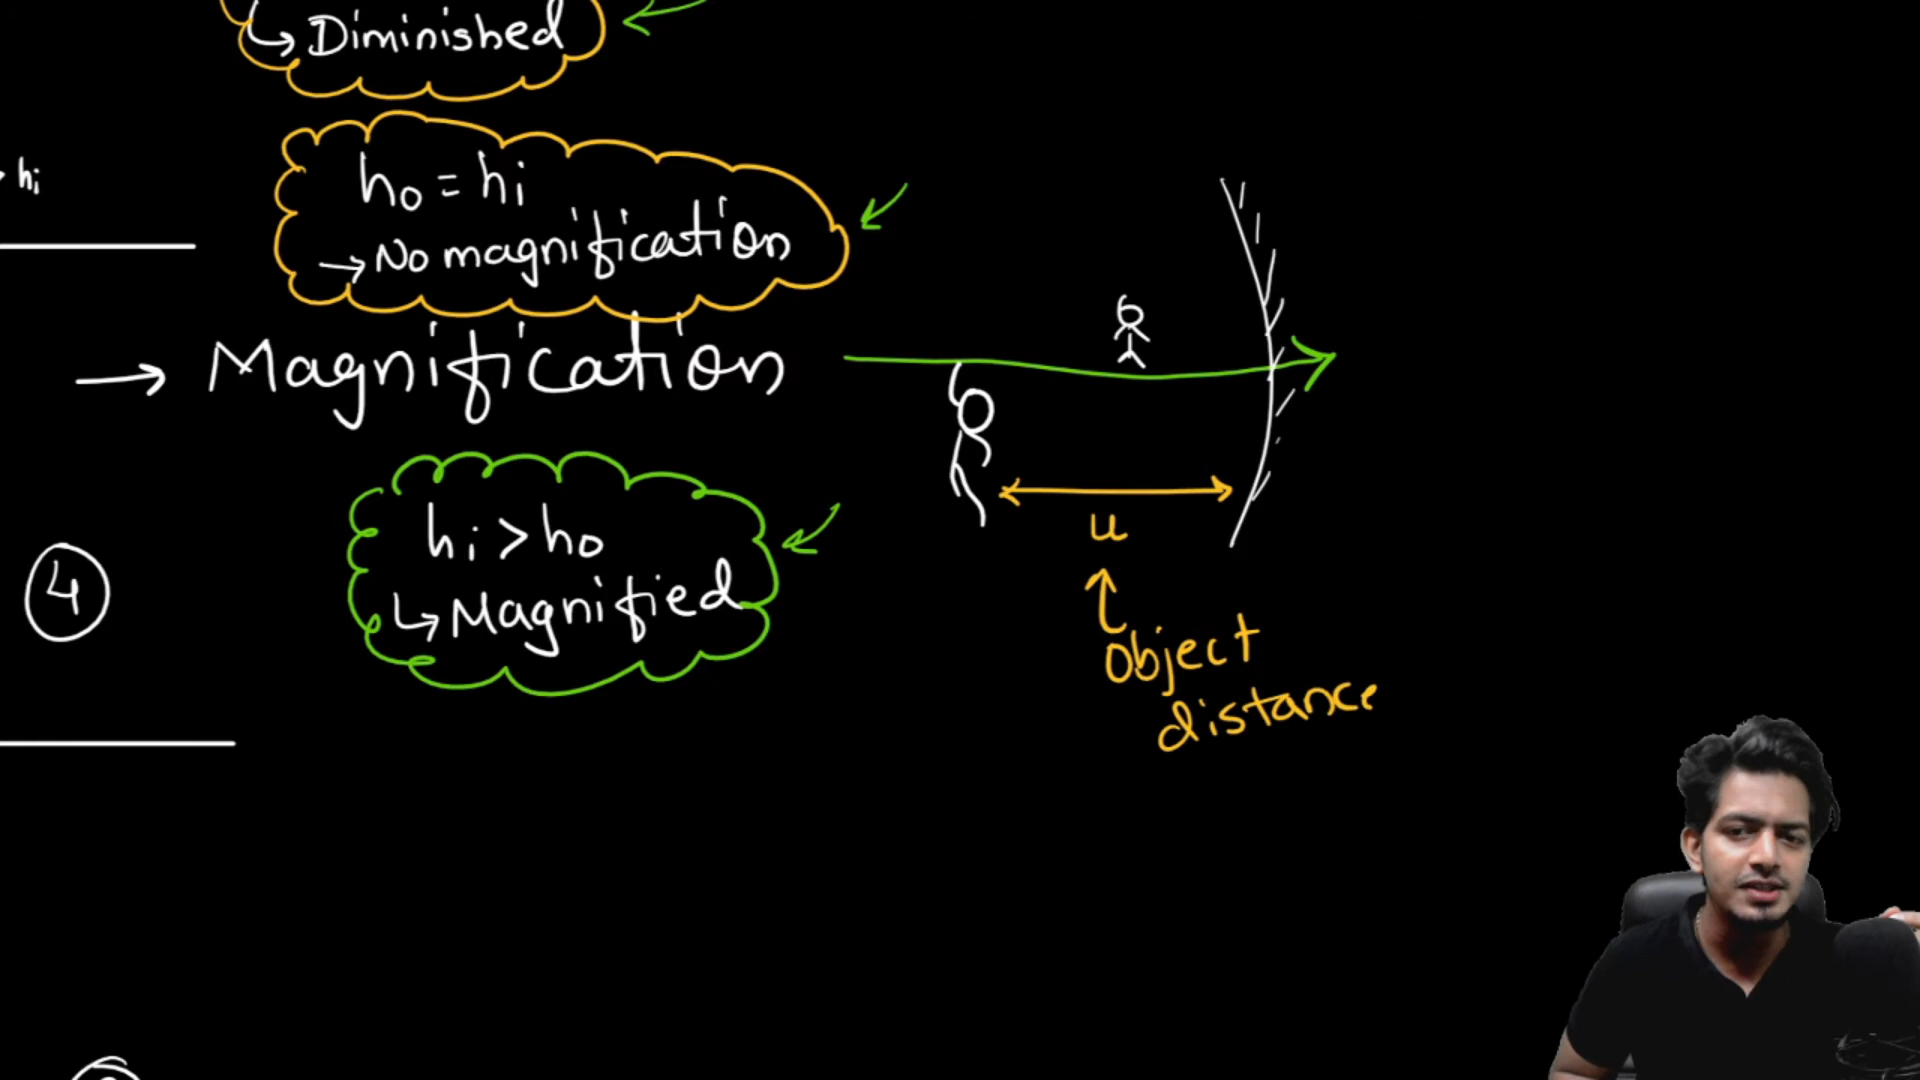 ↳ Diminished
hi
ho = hi
→ No magnification
→ Magnification
hi > ho
↳ Magnified
4
u
Object
distance